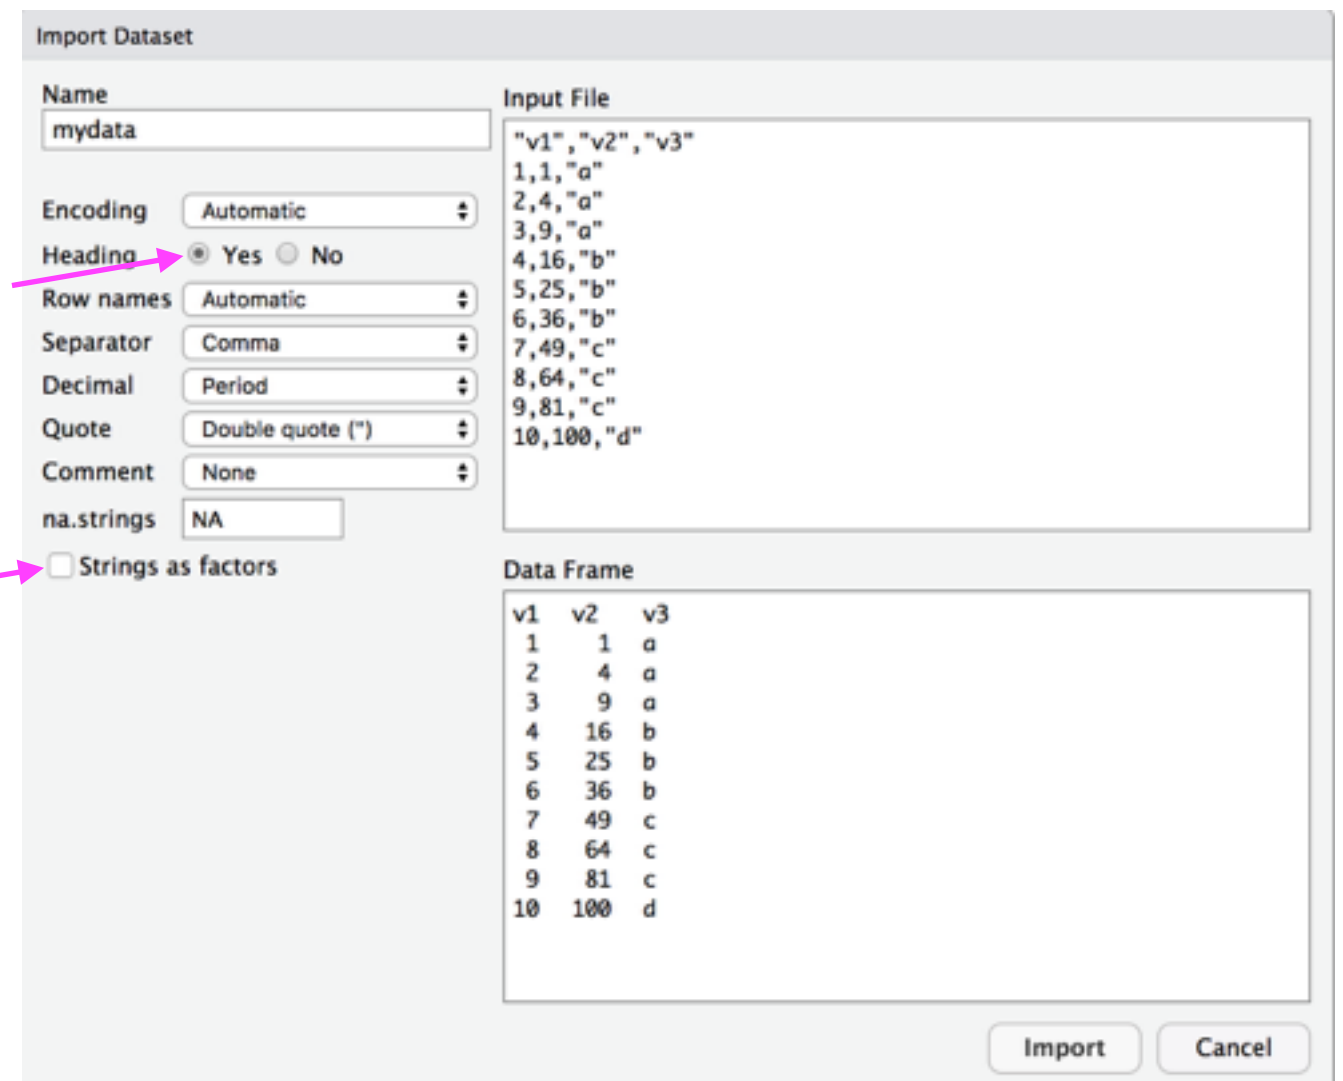 Import Dataset
Name
mydata
Encoding Automatic
Heading Yes No
Row names Automatic
Separator Comma
Decimal Period
Quote Double quote (")
Comment None
na.strings NA
Strings as factors
Input File
"v1","v2","v3"
1,1,"a"
2,4,"a"
3,9,"a"
4,16,"b"
5,25,"b"
6,36,"b"
7,49,"c"
8,64,"c"
9,81,"c"
10,100,"d"
Data Frame
v1 v2 v3
1 1 a
2 4 a
3 9 a
4 16 b
5 25 b
6 36 b
7 49 c
8 64 c
9 81 c
10 100 d
Import Cancel